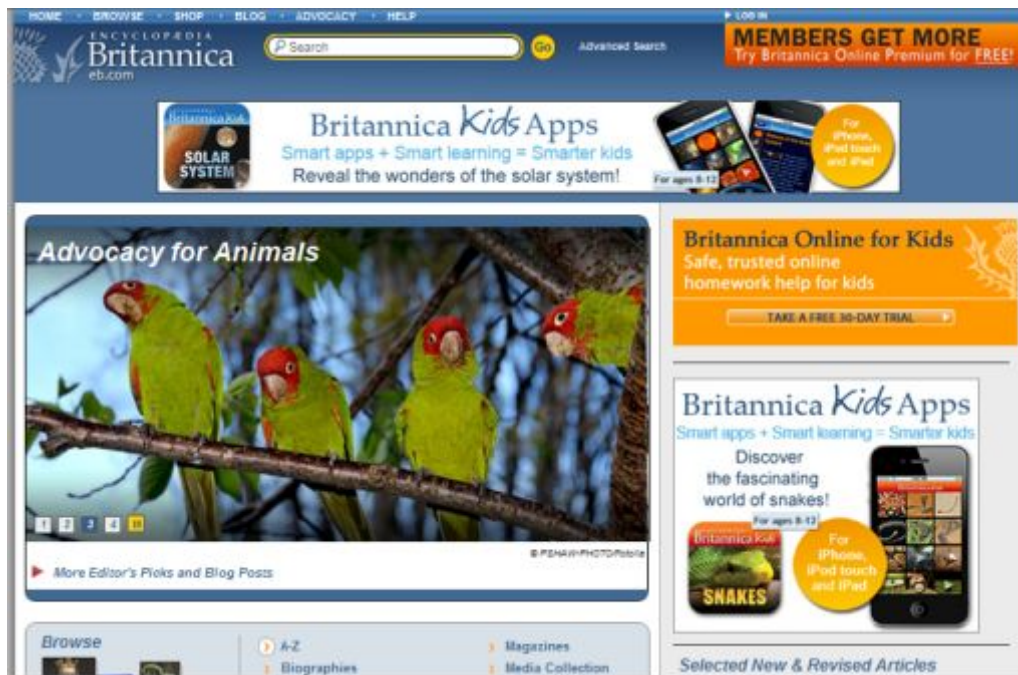 HOME BROWSE SHOP BLOG ADVOCACY HELP
LOG IN
ENCYCLOPÆDIA
Britannica
eb.com
Search
Go
Advanced Search
MEMBERS GET MORE
Try Britannica Online Premium for FREE!
Britannica Kids
SOLAR
SYSTEM
Britannica Kids Apps
Smart apps + Smart learning = Smarter kids
Reveal the wonders of the solar system!
For ages 8-12
For
iPhone,
iPod touch
and iPad
Advocacy for Animals
1 2 3 4
© PSHAW-PHOTO/Fotolia
More Editor's Picks and Blog Posts
Britannica Online for Kids
Safe, trusted online
homework help for kids
TAKE A FREE 30-DAY TRIAL
Britannica Kids Apps
Smart apps + Smart learning = Smarter kids
Discover
the fascinating
world of snakes!
For ages 8-12
Britannica Kids
SNAKES
For
iPhone,
iPod touch
and iPad
Browse
A-Z
Biographies
Magazines
Media Collection
Selected New & Revised Articles